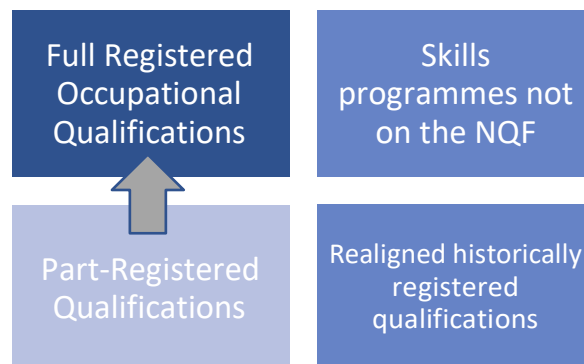 Full Registered
Occupational
Qualifications
Skills
programmes not
on the NQF
Part-Registered
Qualifications
Realigned historically
registered
qualifications